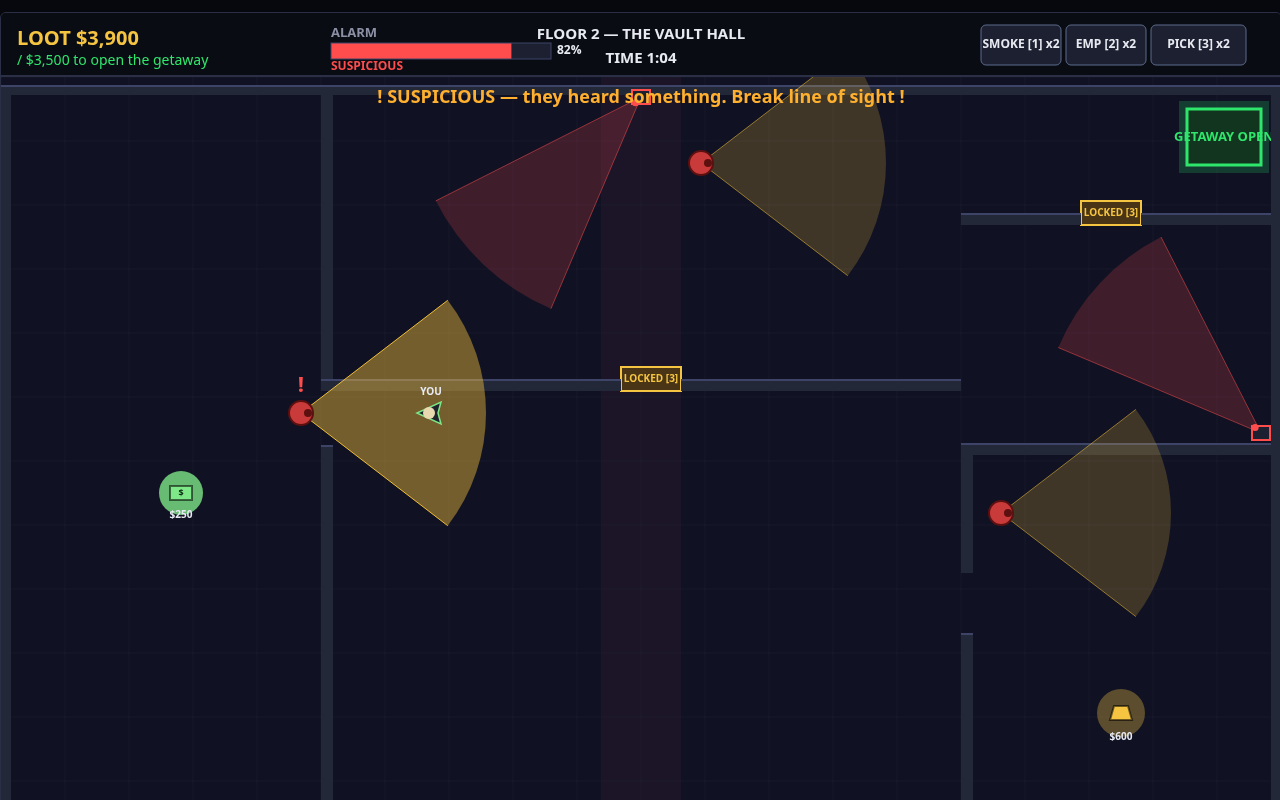 LOOT $3,900
/ $3,500 to open the getaway
ALARM
82%
SUSPICIOUS
FLOOR 2 — THE VAULT HALL
TIME 1:04
SMOKE [1] x2
EMP [2] x2
PICK [3] x2
! SUSPICIOUS — they heard something. Break line of sight !
GETAWAY OPEN
LOCKED [3]
LOCKED [3]
!
YOU
$
$250
$600